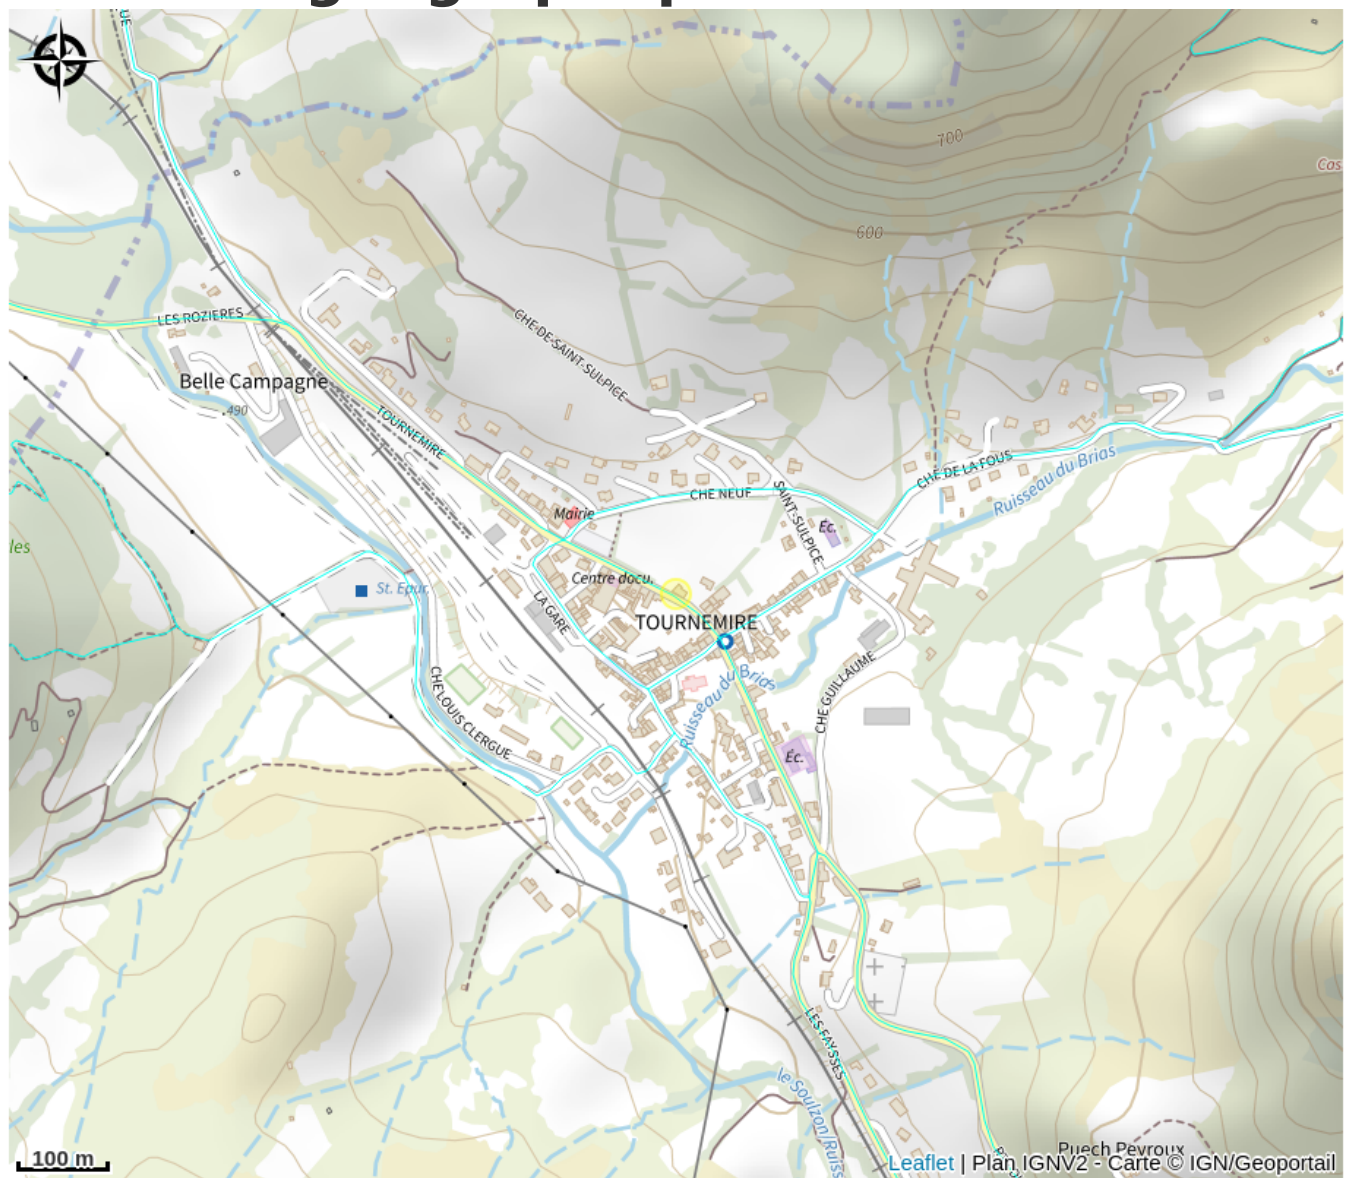 700
600
LES ROZIERES
CHE DE SAINT-SULPICE
Belle Campagne
.490
TOURNEMIRE
CHE DE LA FOUS
Ruisseau du Brias
CHE NEUF
SAINT-SULPICE
Mairie
Éc.
les
Centre docu.
St. Epur.
LA GARE
TOURNEMIRE
CHE GUILLAUME
Ruisseau du Brias
CHE LOUIS CLERGUE
Éc.
LES FAYSSES
le Soulzon/Ruiss
Puech Peyroux
100 m
Leaflet | Plan IGNV2 - Carte © IGN/Geoportail